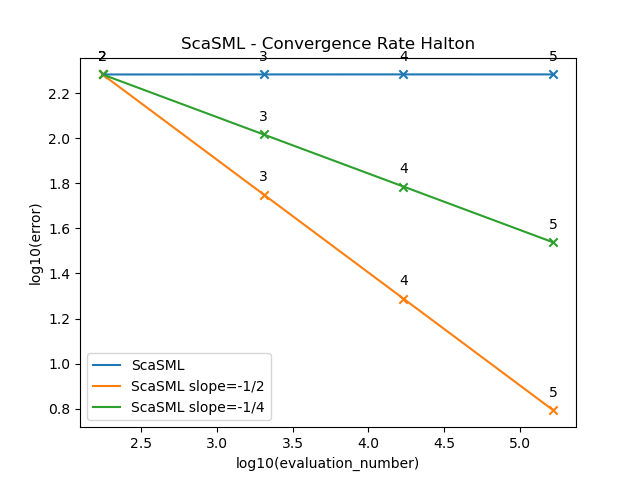 ScaSML - Convergence Rate Halton
2
3
4
5
3
4
5
3
4
5
2.2
2.0
1.8
1.6
1.4
1.2
1.0
0.8
log10(error)
ScaSML
ScaSML slope=-1/2
ScaSML slope=-1/4
2.5 3.0 3.5 4.0 4.5 5.0
log10(evaluation_number)